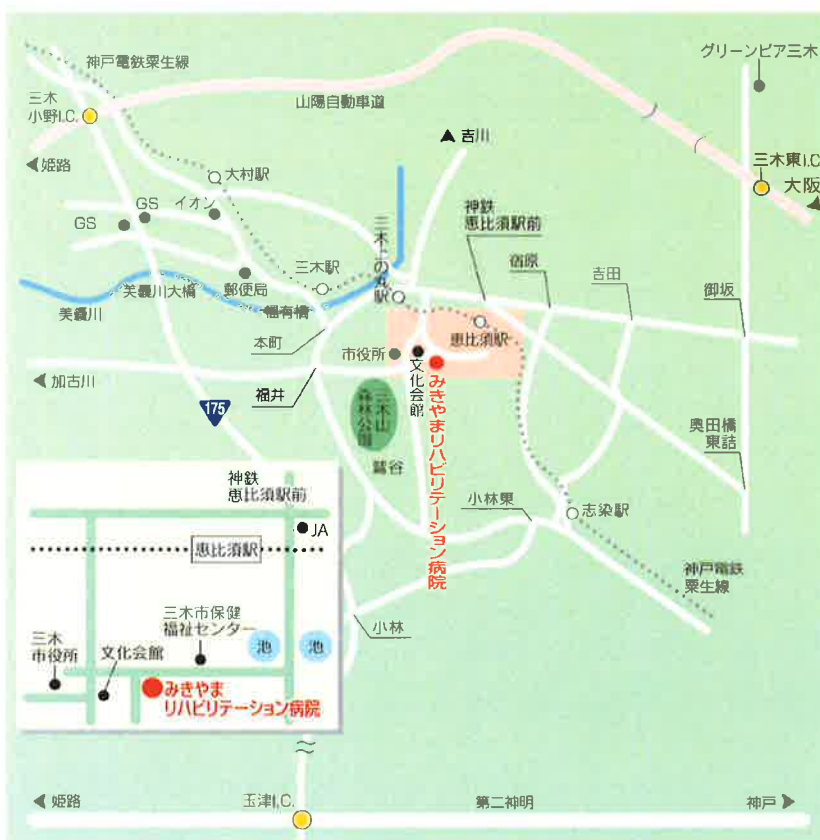 神戸電鉄粟生線
グリーンピア三木
三木
小野I.C.
山陽自動車道
吉川
姫路
大村駅
三木東I.C
大阪
GS
イオン
GS
神鉄
恵比須駅前
三木上の丸駅
宿原
吉田
三木駅
御坂
美嚢川大橋
郵便局
福有橋
美嚢川
本町
市役所
恵比須駅
文化会館
みきやまリハビリテーション病院
加古川
福井
175
三木山
森林公園
奥田橋
東詰
鷲谷
小林東
志染駅
神戸電鉄
粟生線
小林
神鉄
恵比須駅前
JA
恵比須駅
三木市保健
福祉センター
池
池
三木
市役所
文化会館
みきやま
リハビリテーション病院
姫路
玉津I.C.
第二神明
神戸